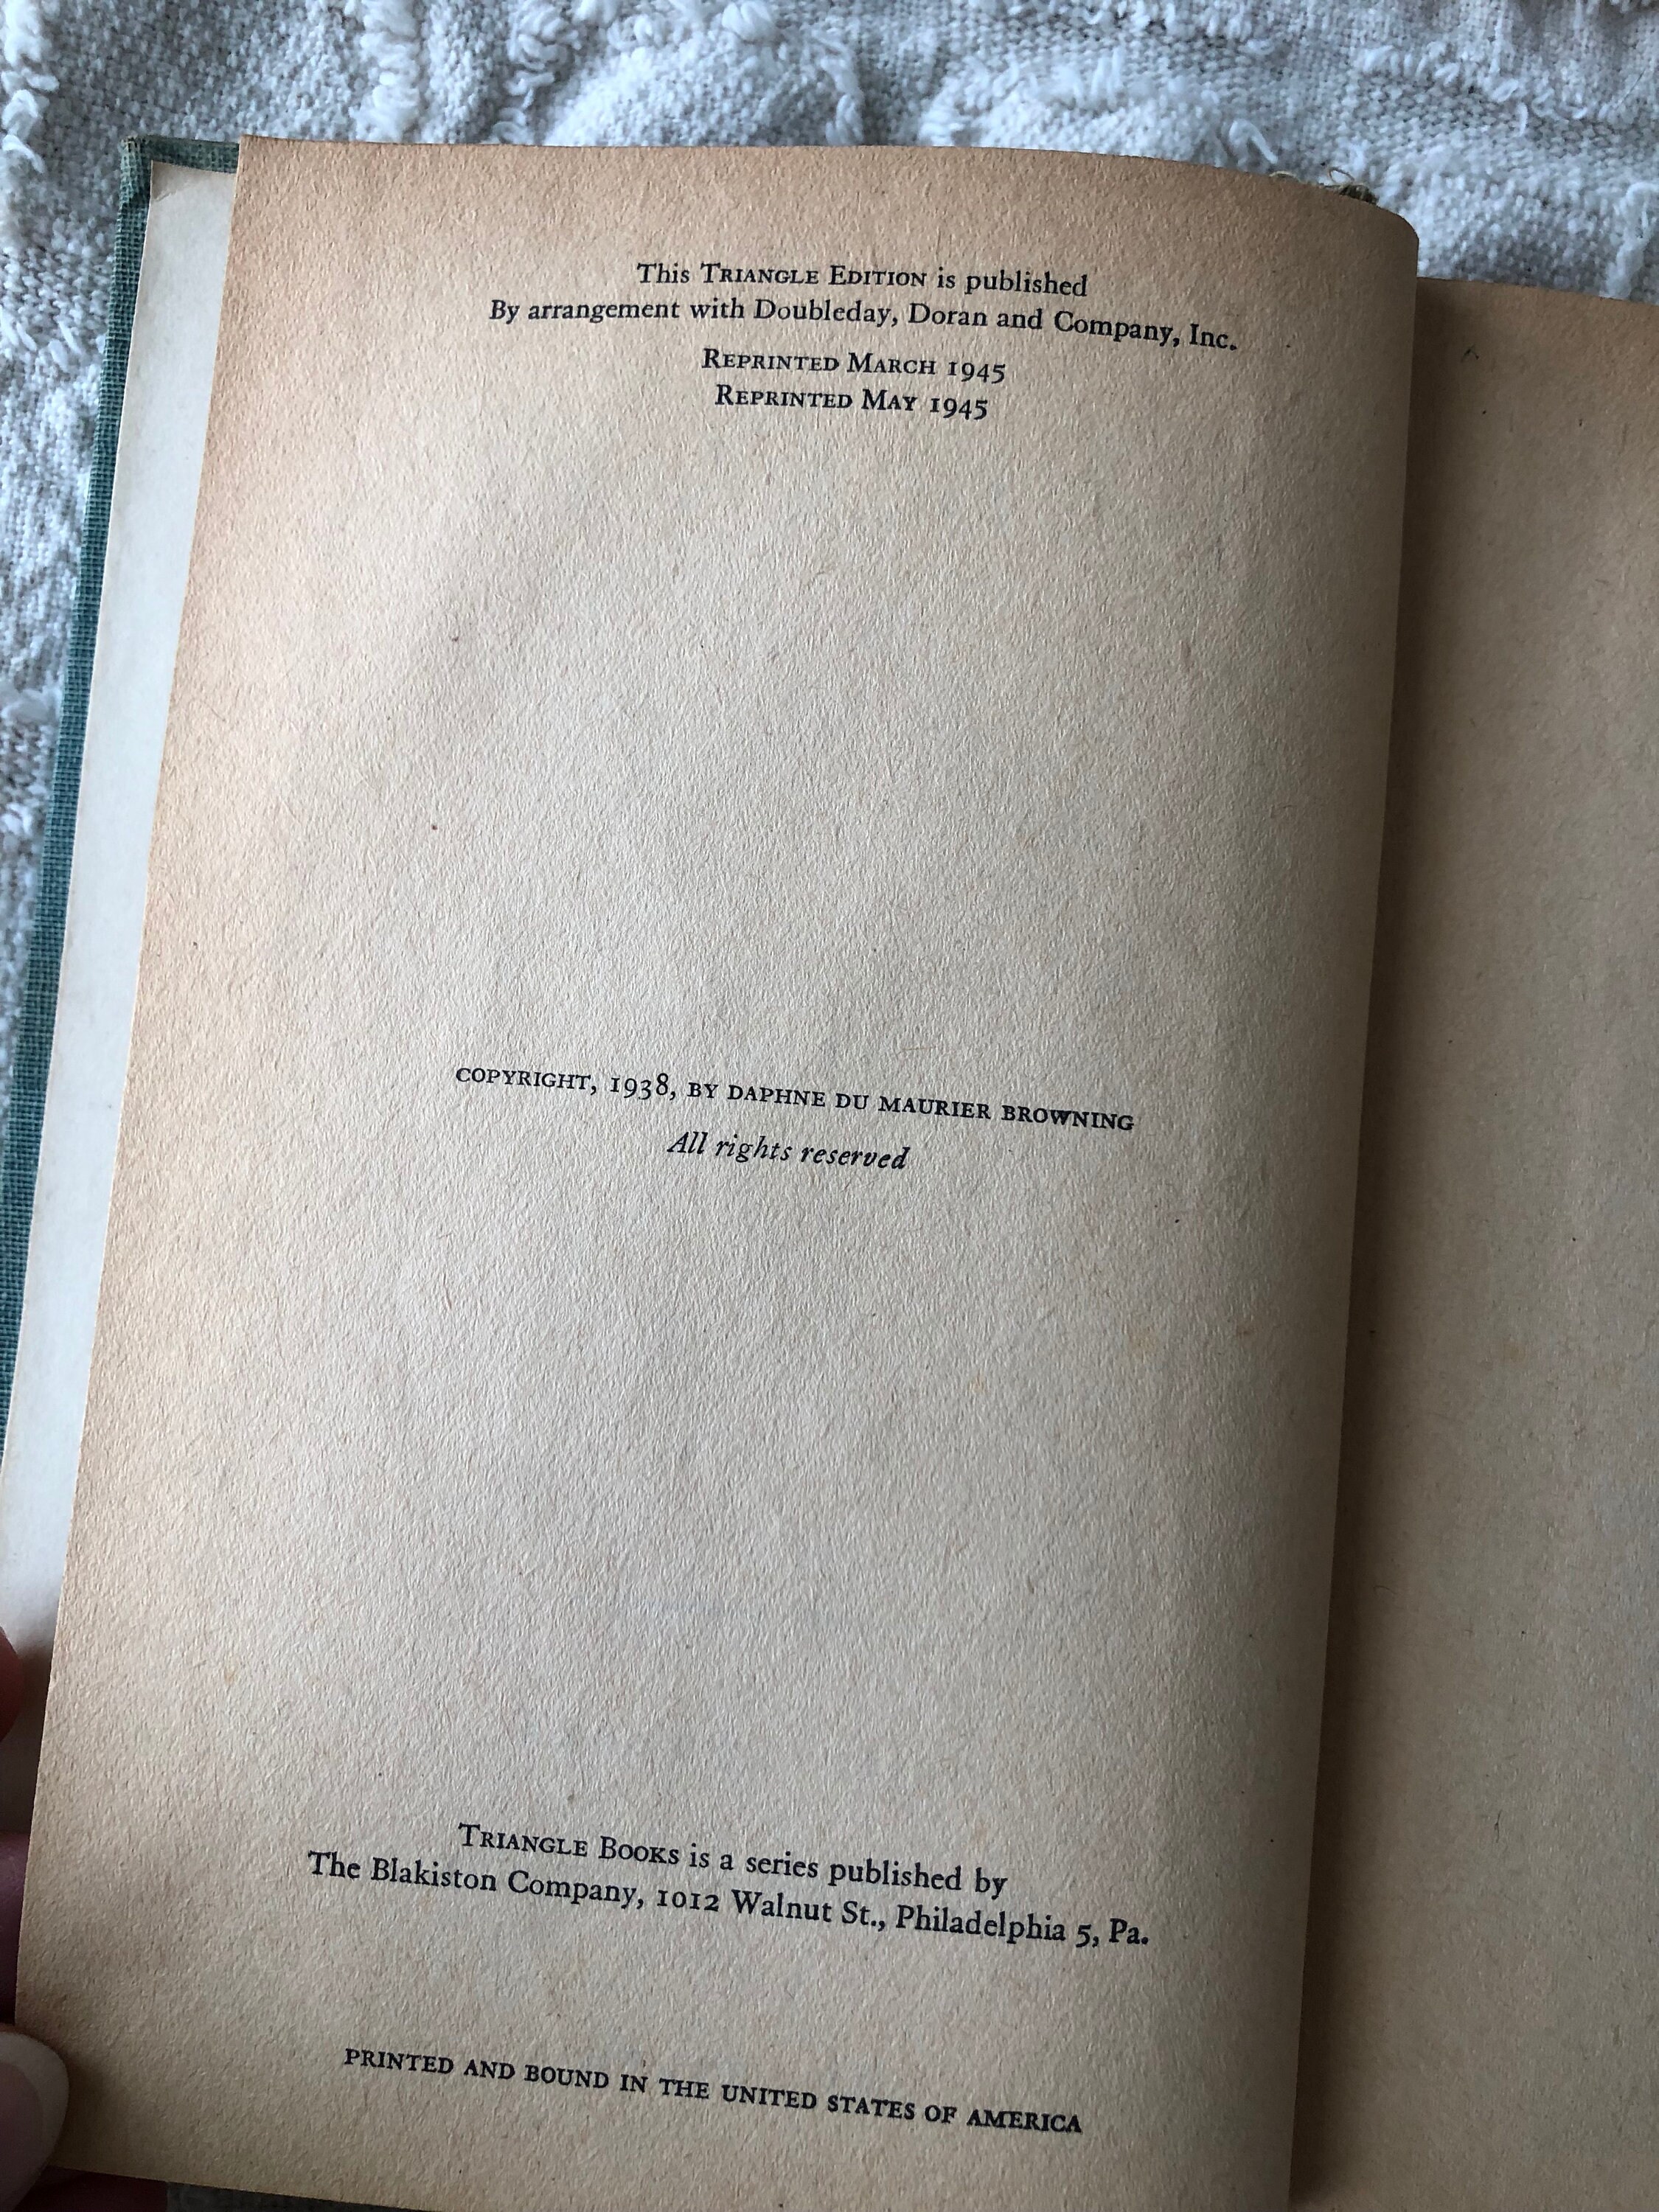 This TRIANGLE EDITION is published
By arrangement with Doubleday, Doran and Company, Inc.
REPRINTED MARCH 1945
REPRINTED MAY 1945
COPYRIGHT, 1938, BY DAPHNE DU MAURIER BROWNING
All rights reserved
TRIANGLE BOOKS is a series published by
The Blakiston Company, 1012 Walnut St., Philadelphia 5, Pa.
PRINTED AND BOUND IN THE UNITED STATES OF AMERICA